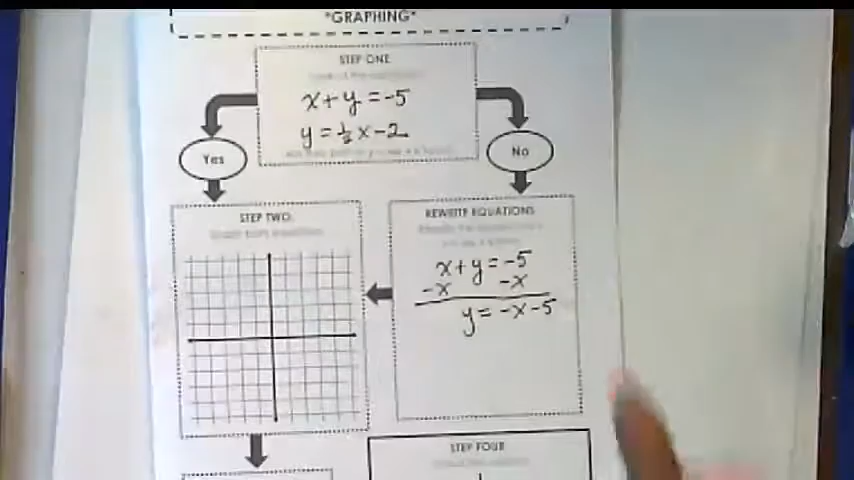 *GRAPHING*
STEP ONE
x+y=-5
y=½x-2
Yes
No
STEP TWO
REWRITE EQUATIONS
x+y=-5
-x -x
y=-x-5
STEP FOUR